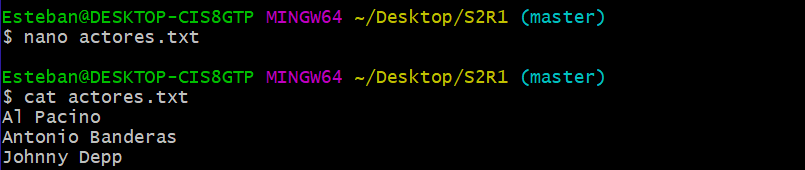 Esteban@DESKTOP-CIS8GTP MINGW64 ~/Desktop/S2R1 (master)
$ nano actores.txt
Esteban@DESKTOP-CIS8GTP MINGW64 ~/Desktop/S2R1 (master)
$ cat actores.txt
Al Pacino
Antonio Banderas
Johnny Depp